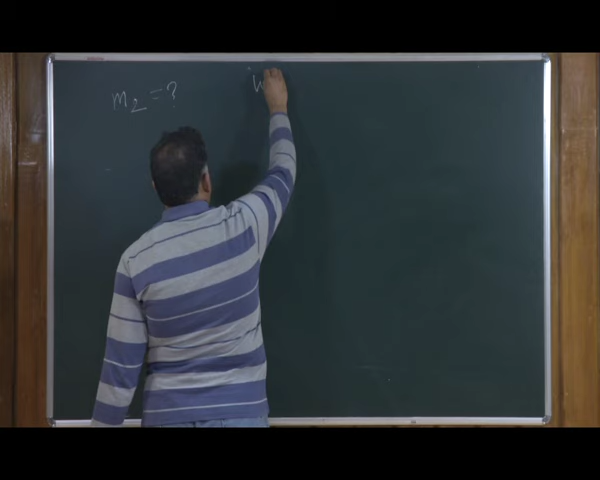 m₂ = ?